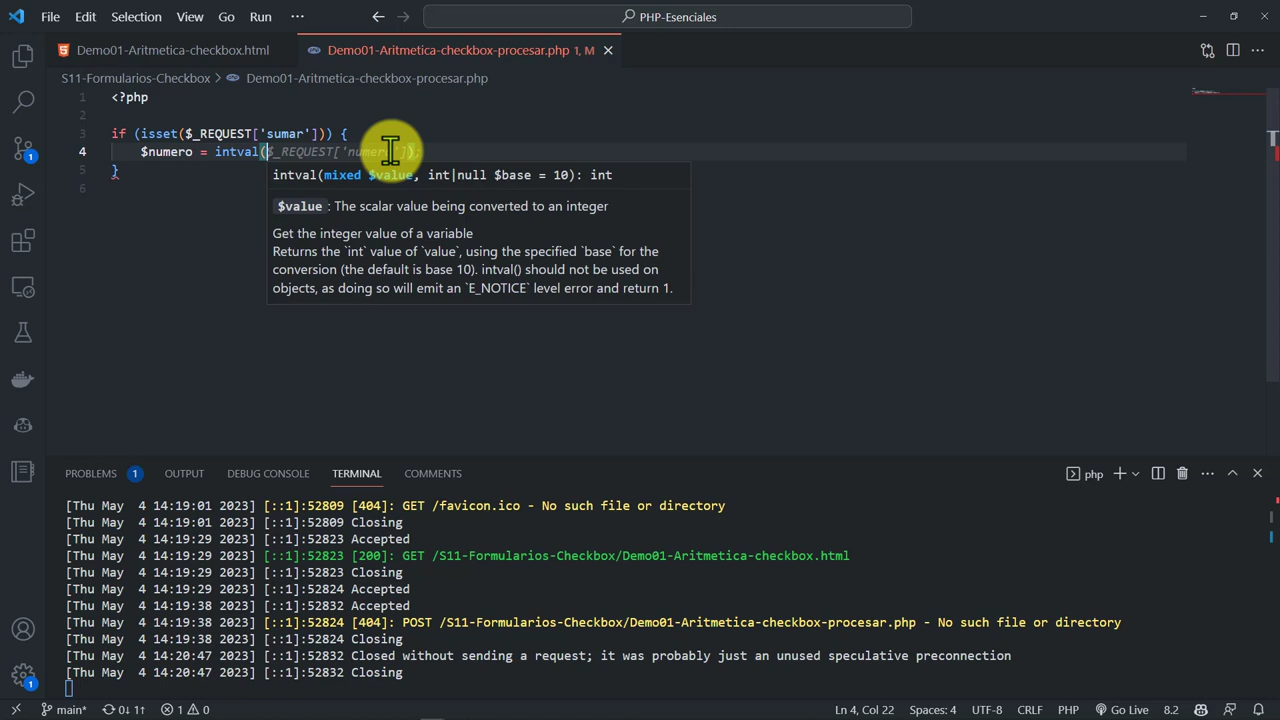 File Edit Selection View Go Run ··· PHP-Esenciales
Demo01-Aritmetica-checkbox.html Demo01-Aritmetica-checkbox-procesar.php 1, M
S11-Formularios-Checkbox > Demo01-Aritmetica-checkbox-procesar.php
1 <?php
2
3 if (isset($_REQUEST['sumar'])) {
4 $numero = intval($_REQUEST['numero']);
5 }
6
intval(mixed $value, int|null $base = 10): int
$value: The scalar value being converted to an integer
Get the integer value of a variable
Returns the `int` value of `value`, using the specified `base` for the
conversion (the default is base 10). intval() should not be used on
objects, as doing so will emit an `E_NOTICE` level error and return 1.
1
PROBLEMS 1 OUTPUT DEBUG CONSOLE TERMINAL COMMENTS php
[Thu May  4 14:19:01 2023] [::1]:52809 [404]: GET /favicon.ico - No such file or directory
[Thu May  4 14:19:01 2023] [::1]:52809 Closing
[Thu May  4 14:19:29 2023] [::1]:52823 Accepted
[Thu May  4 14:19:29 2023] [::1]:52823 [200]: GET /S11-Formularios-Checkbox/Demo01-Aritmetica-checkbox.html
[Thu May  4 14:19:29 2023] [::1]:52823 Closing
[Thu May  4 14:19:29 2023] [::1]:52824 Accepted
[Thu May  4 14:19:38 2023] [::1]:52832 Accepted
[Thu May  4 14:19:38 2023] [::1]:52824 [404]: POST /S11-Formularios-Checkbox/Demo01-Aritmetica-checkbox-procesar.php - No such file or directory
[Thu May  4 14:19:38 2023] [::1]:52824 Closing
[Thu May  4 14:20:47 2023] [::1]:52832 Closed without sending a request; it was probably just an unused speculative preconnection
[Thu May  4 14:20:47 2023] [::1]:52832 Closing
1
main* 0↓ 1↑ 1 0 Ln 4, Col 22 Spaces: 4 UTF-8 CRLF PHP Go Live 8.2